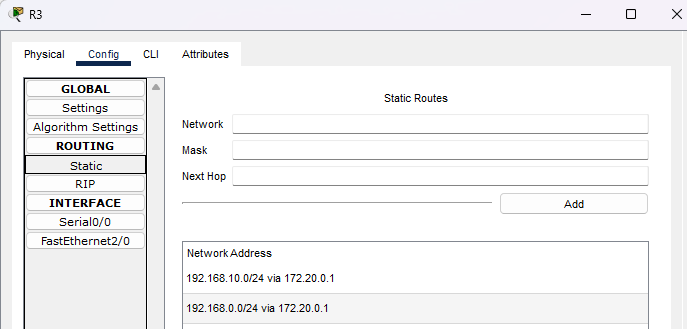 R3
Physical Config CLI Attributes
GLOBAL
Settings
Algorithm Settings
ROUTING
Static
RIP
INTERFACE
Serial0/0
FastEthernet2/0
Static Routes
Network
Mask
Next Hop
Add
Network Address
192.168.10.0/24 via 172.20.0.1
192.168.0.0/24 via 172.20.0.1